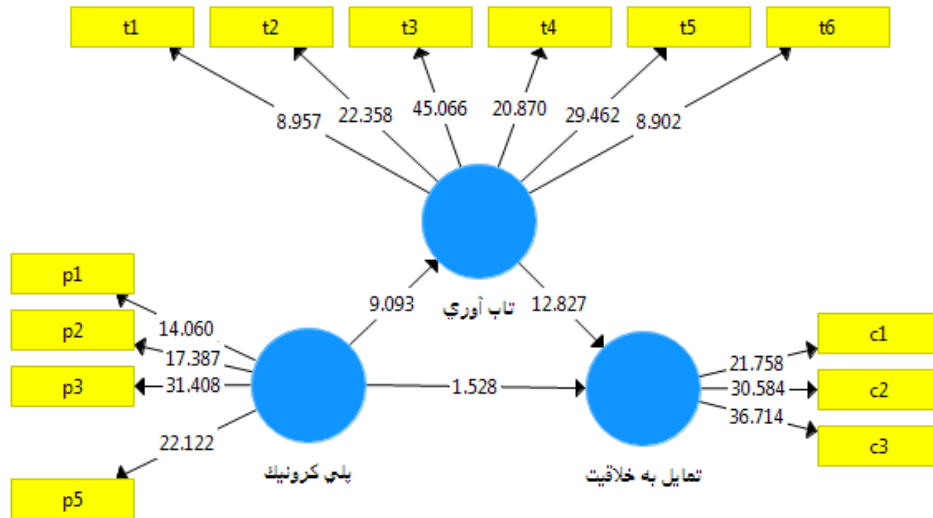 t1 t2 t3 t4 t5 t6
8.957 22.358 45.066 20.870 29.462 8.902
تاب آوري
9.093 12.827
p1
p2
p3
p5
14.060
17.387
31.408
22.122
پلي كرونيك
1.528
تمايل به خلاقيت
21.758
30.584
36.714
c1
c2
c3